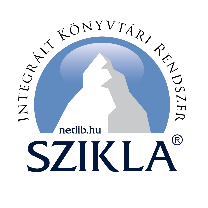 INTEGRÁLT KÖNYVTÁRI RENDSZER
netlib.hu
SZIKLA®